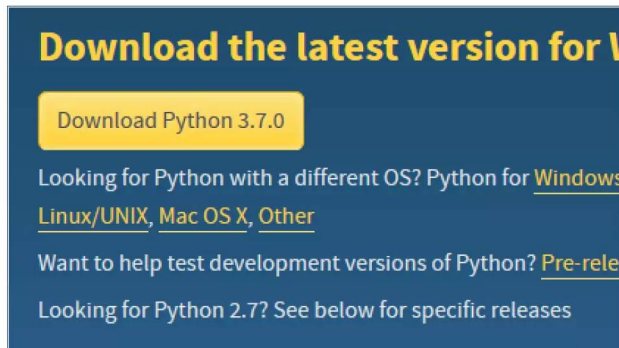 Download the latest version for
Download Python 3.7.0
Looking for Python with a different OS? Python for Windows
Linux/UNIX, Mac OS X, Other
Want to help test development versions of Python? Pre-rele
Looking for Python 2.7? See below for specific releases